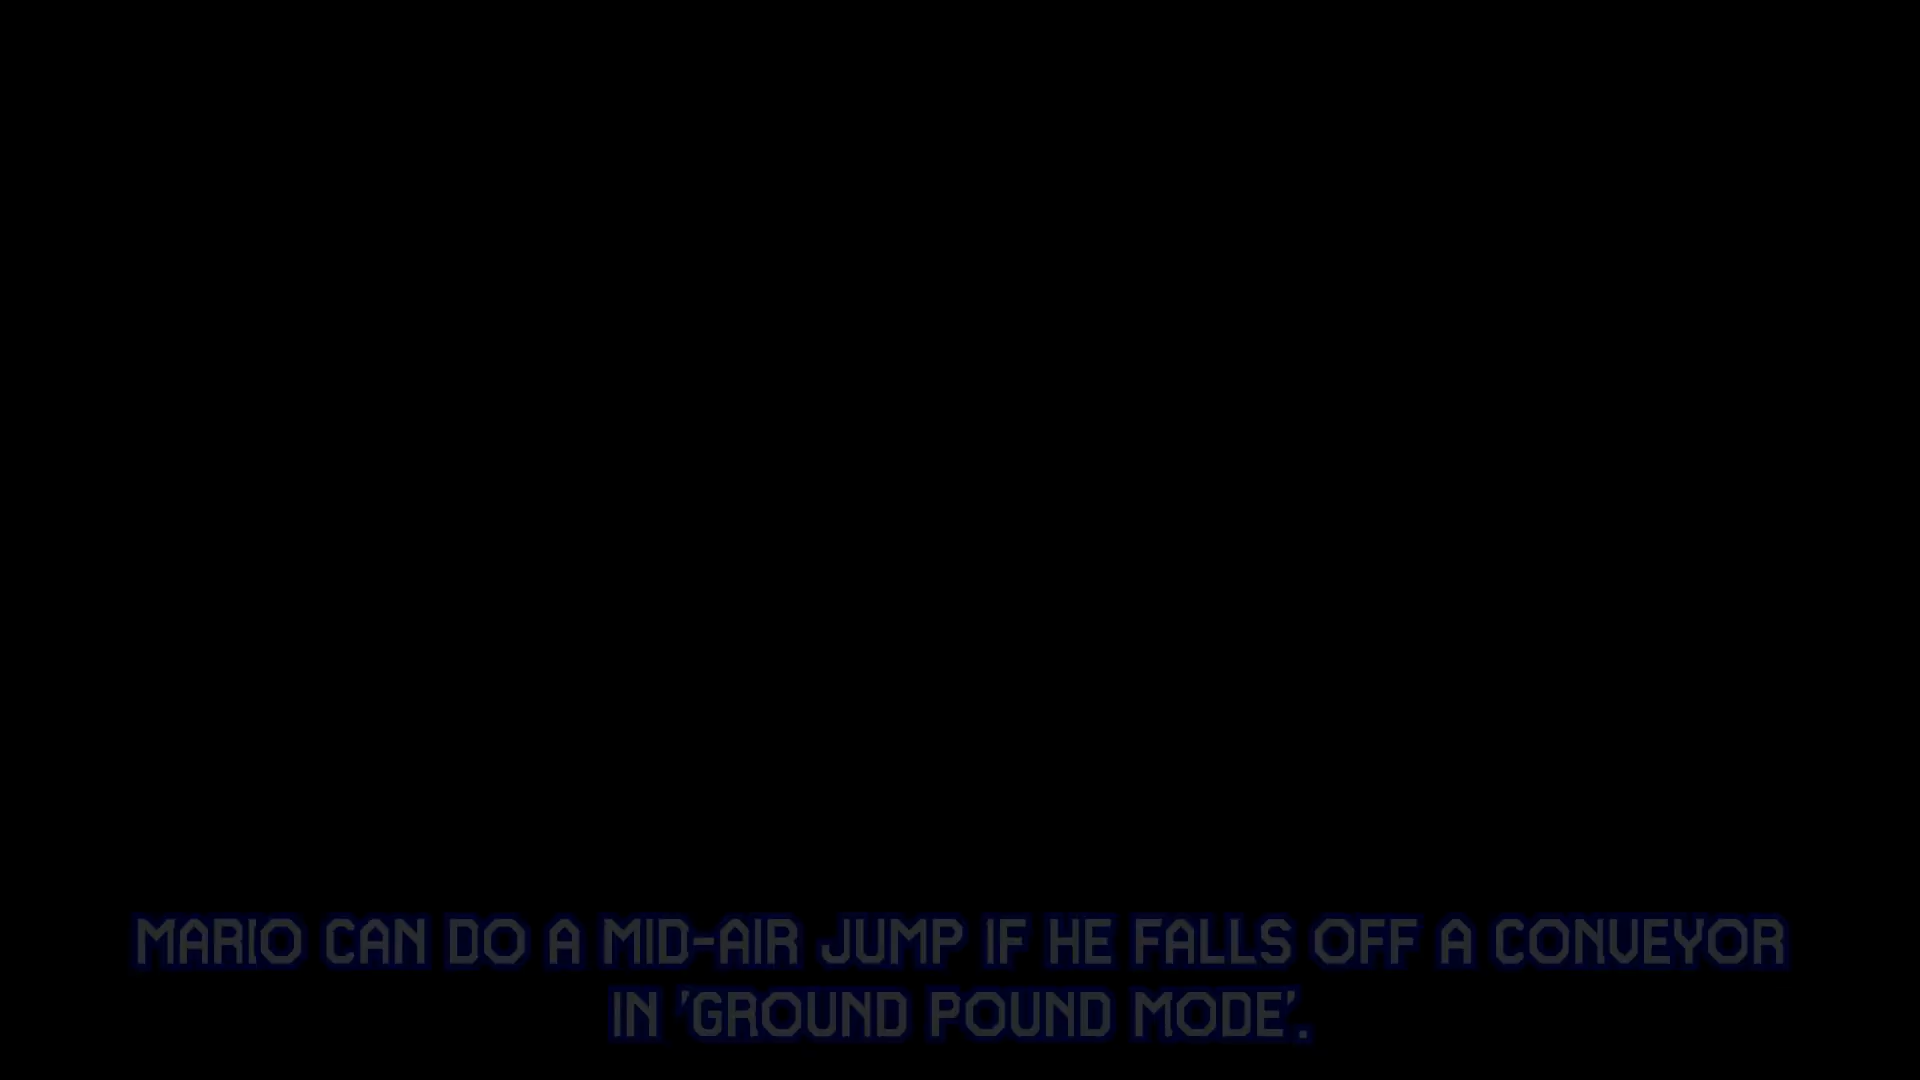 MARIO CAN DO A MID-AIR JUMP IF HE FALLS OFF A CONVEYOR
IN 'GROUND POUND MODE'.